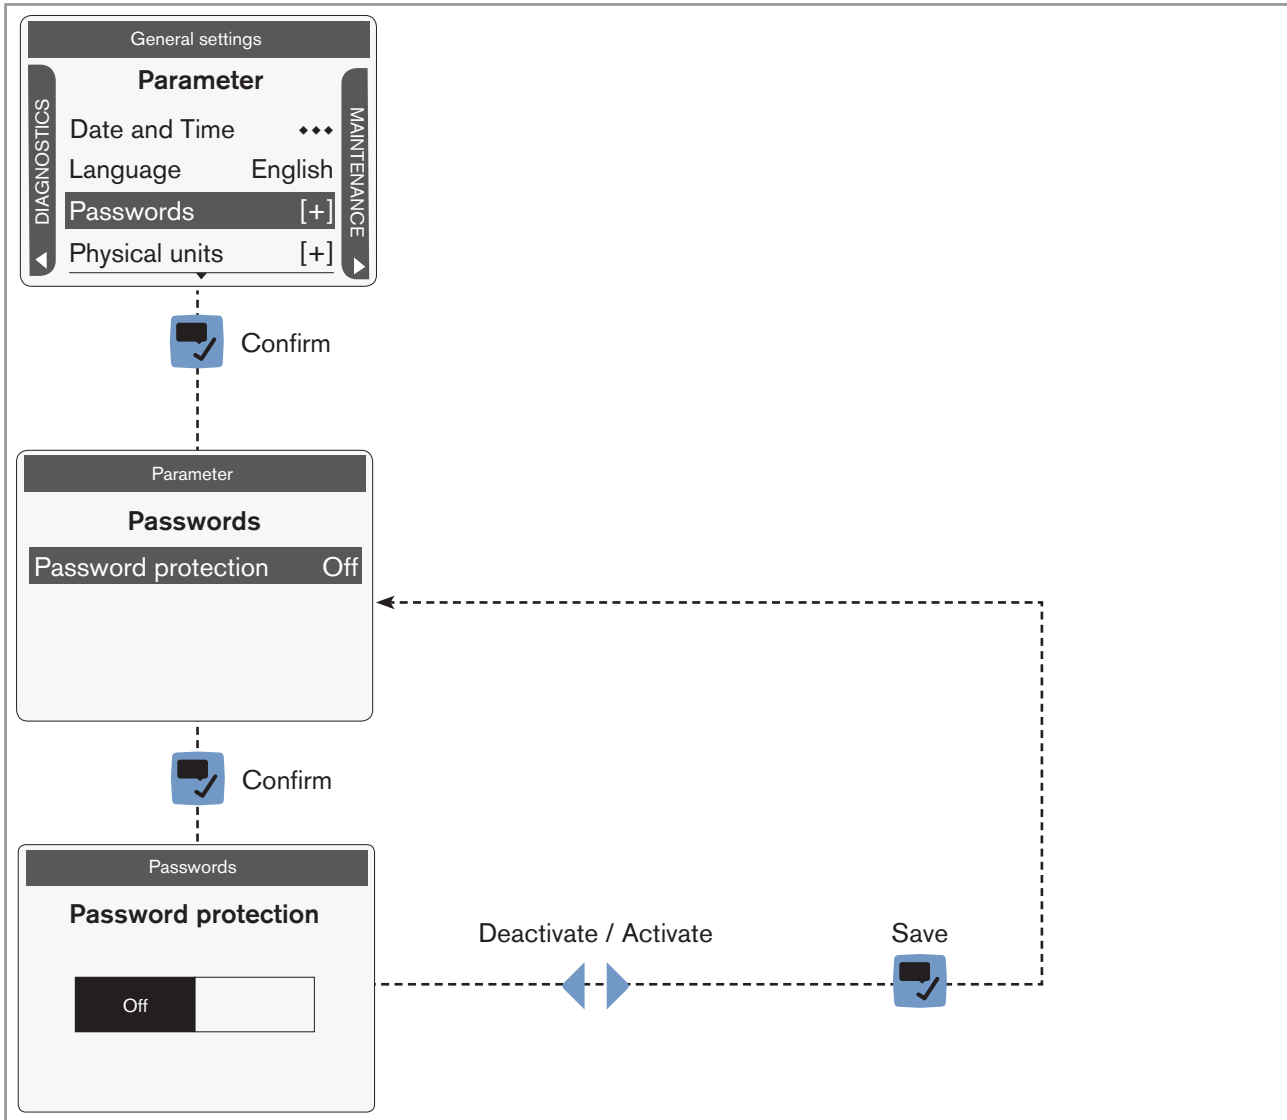 General settings
Parameter
DIAGNOSTICS
MAINTENANCE
Date and Time
Language English
Passwords [+]
Physical units [+]
Confirm
Parameter
Passwords
Password protection Off
Confirm
Passwords
Password protection
Off
Deactivate / Activate
Save